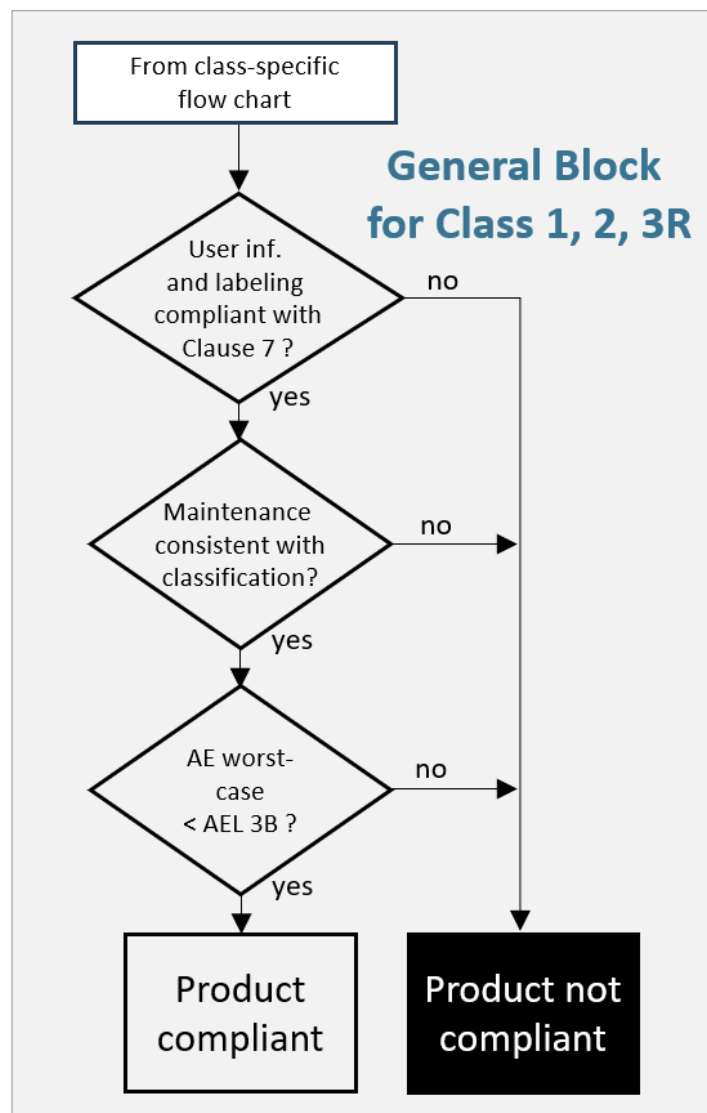 From class-specific
flow chart
General Block
for Class 1, 2, 3R
User inf.
and labeling
compliant with
Clause 7 ?
no
yes
Maintenance
consistent with
classification?
no
yes
AE worst-
case
< AEL 3B ?
no
yes
Product
compliant
Product not
compliant